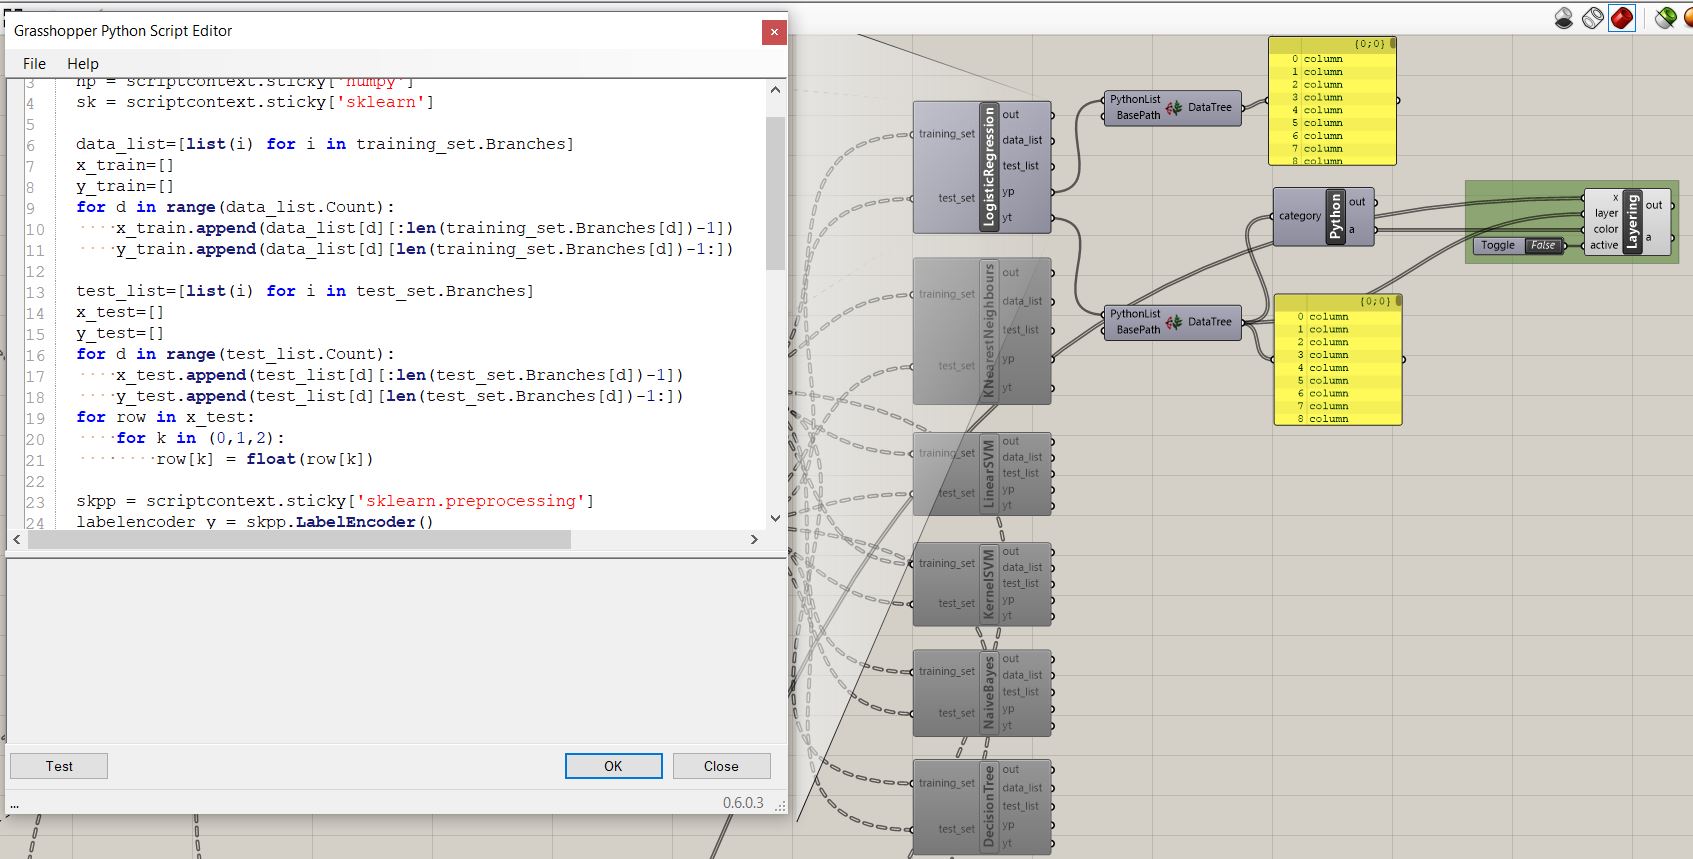 Grasshopper Python Script Editor
×
File Help
3 np = scriptcontext.sticky['numpy']
4 sk = scriptcontext.sticky['sklearn']
5
6 data_list=[list(i) for i in training_set.Branches]
7 x_train=[]
8 y_train=[]
9 for d in range(data_list.Count):
10 ····x_train.append(data_list[d][:len(training_set.Branches[d])-1])
11 ····y_train.append(data_list[d][len(training_set.Branches[d])-1:])
12
13 test_list=[list(i) for i in test_set.Branches]
14 x_test=[]
15 y_test=[]
16 for d in range(test_list.Count):
17 ····x_test.append(test_list[d][:len(test_set.Branches[d])-1])
18 ····y_test.append(test_list[d][len(test_set.Branches[d])-1:])
19 for row in x_test:
20 ····for k in (0,1,2):
21 ········row[k] = float(row[k])
22
23 skpp = scriptcontext.sticky['sklearn.preprocessing']
24 labelencoder_y = skpp.LabelEncoder()
Test OK Close
... 0.6.0.3
training_set
test_set
LogisticRegression
out
data_list
test_list
yp
yt
PythonList
BasePath
DataTree
{0;0}
0 column
1 column
2 column
3 column
4 column
5 column
6 column
7 column
8 column
category
Python
out
a
x
layer
color
active
Layering
out
a
Toggle False
training_set
test_set
KNearestNeighbours
out
data_list
test_list
yp
yt
PythonList
BasePath
DataTree
{0;0}
0 column
1 column
2 column
3 column
4 column
5 column
6 column
7 column
8 column
training_set
test_set
LinearSVM
out
data_list
test_list
yp
yt
training_set
test_set
KernelSVM
out
data_list
test_list
yp
yt
training_set
test_set
NaiveBayes
out
data_list
test_list
yp
yt
training_set
test_set
DecisionTree
out
data_list
test_list
yp
yt